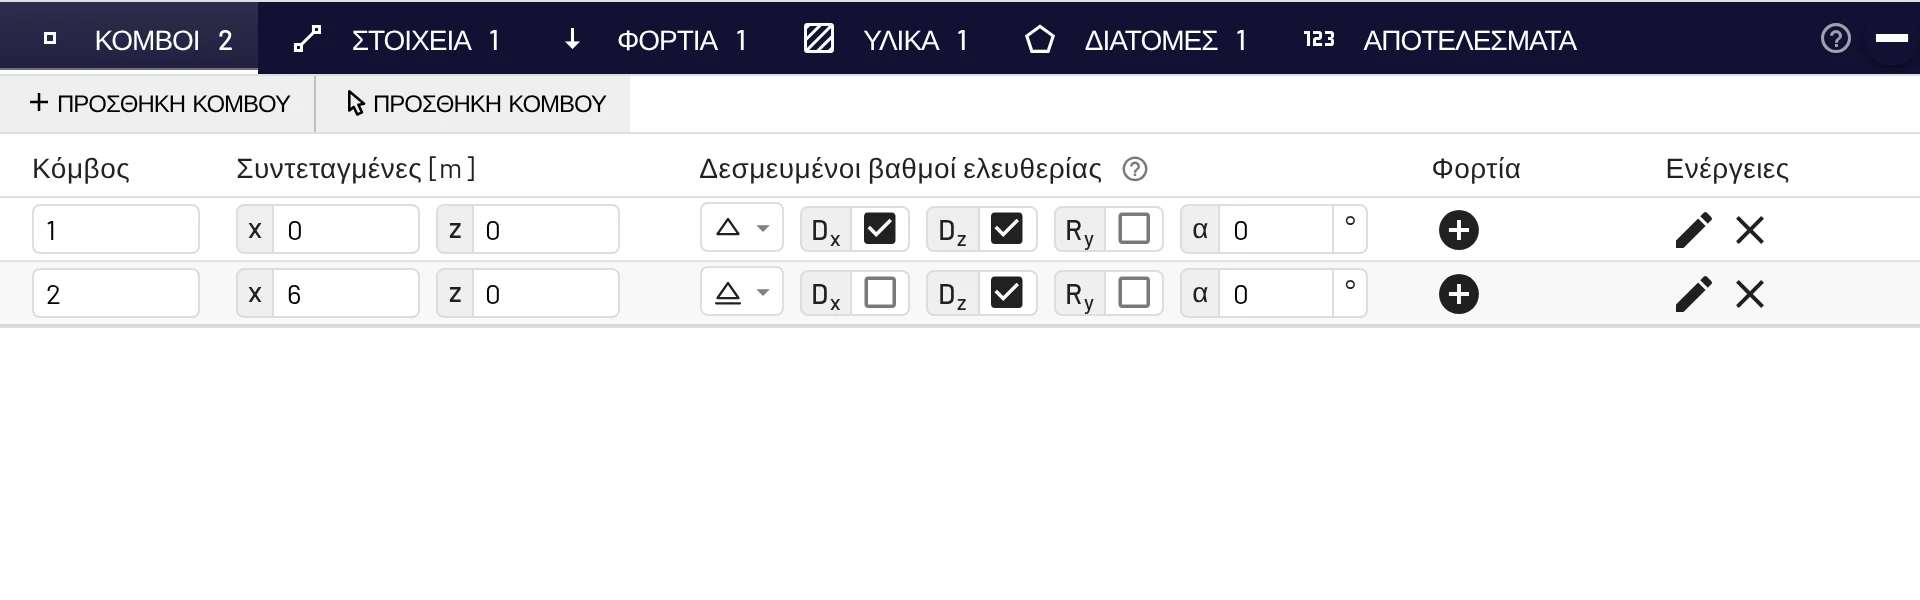 ΚΟΜΒΟΙ 2 ΣΤΟΙΧΕΙΑ 1 ΦΟΡΤΙΑ 1 ΥΛΙΚΑ 1 ΔΙΑΤΟΜΕΣ 1 123 ΑΠΟΤΕΛΕΣΜΑΤΑ ?
+ ΠΡΟΣΘΗΚΗ ΚΟΜΒΟΥ ΠΡΟΣΘΗΚΗ ΚΟΜΒΟΥ
Κόμβος Συντεταγμένες [m] Δεσμευμένοι βαθμοί ελευθερίας ? Φορτία Ενέργειες
1 x 0 z 0 Dx Dz Ry α 0 °
2 x 6 z 0 Dx Dz Ry α 0 °